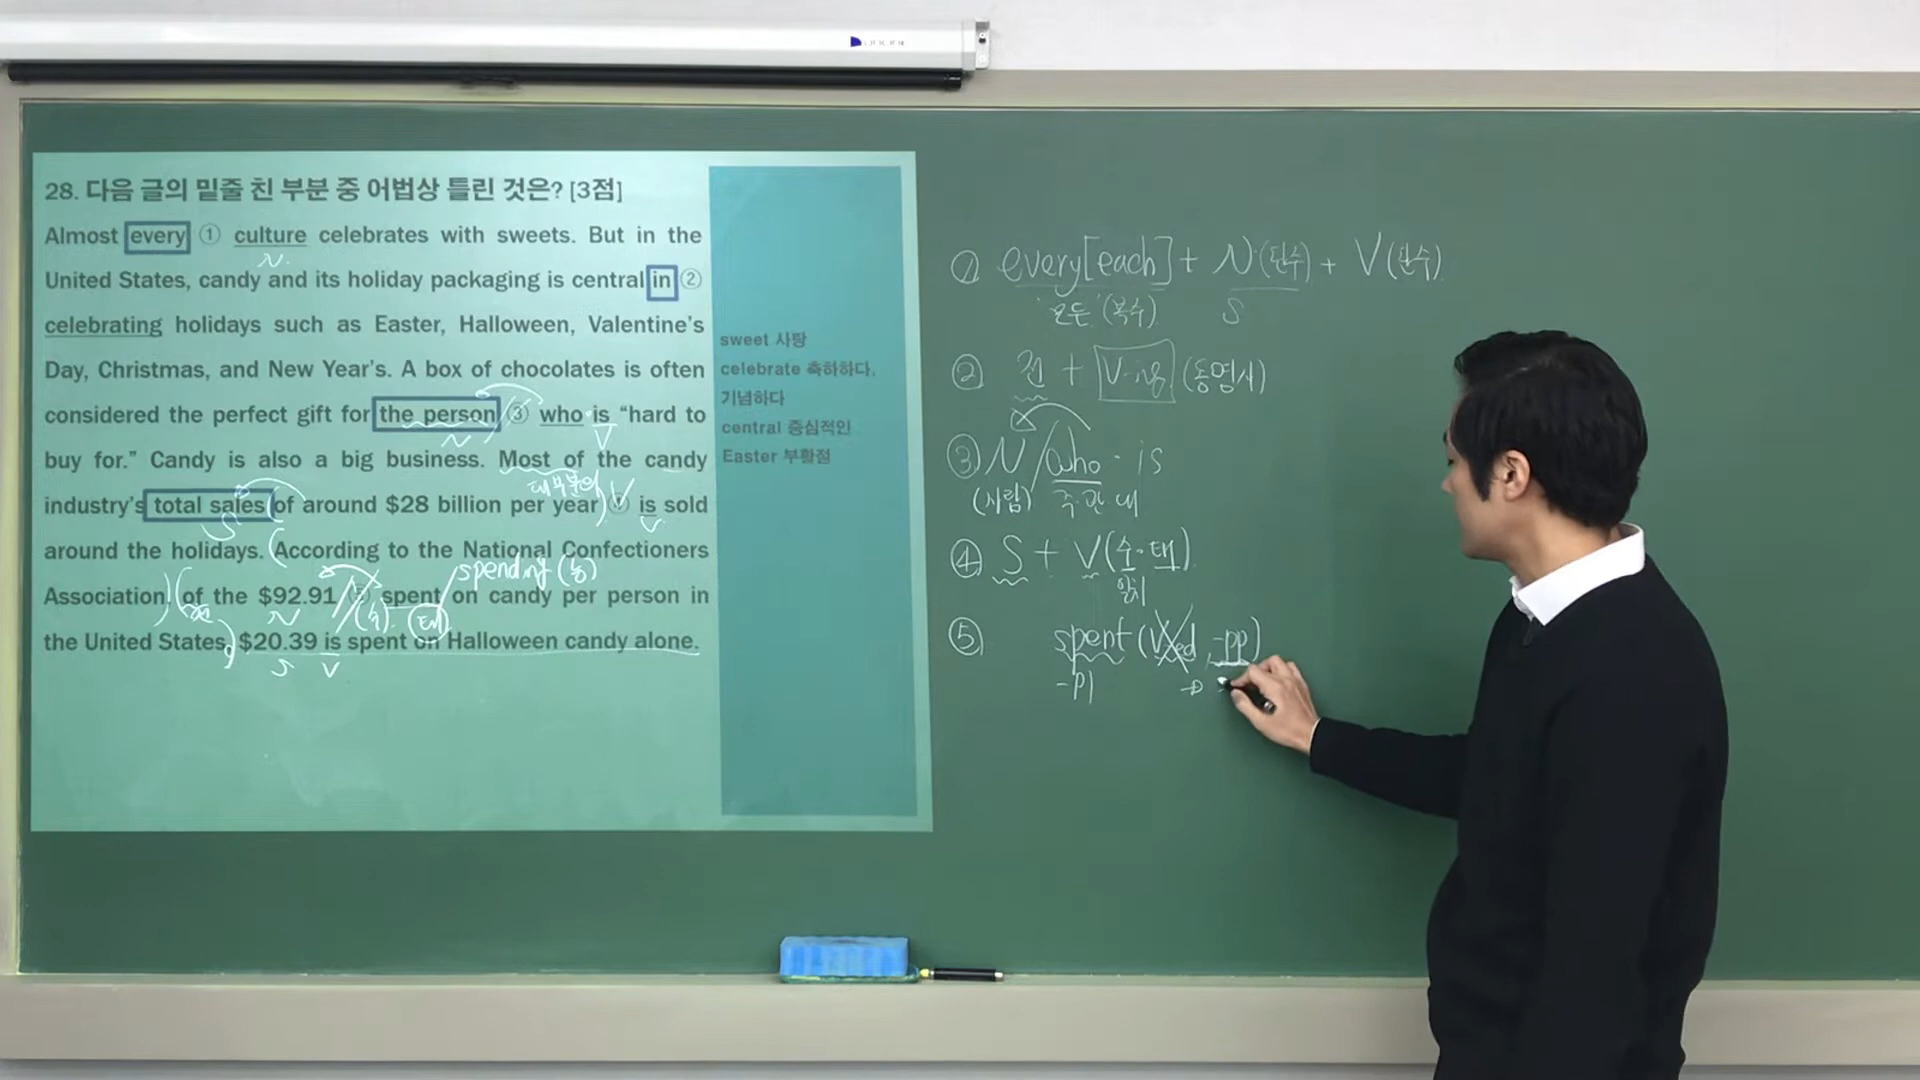 28. 다음 글의 밑줄 친 부분 중 어법상 틀린 것은? [3점]
Almost every ① culture celebrates with sweets. But in the
United States, candy and its holiday packaging is central in ②
celebrating holidays such as Easter, Halloween, Valentine's
Day, Christmas, and New Year's. A box of chocolates is often
considered the perfect gift for the person ③ who is “hard to
buy for.” Candy is also a big business. Most of the candy
대부분의
industry's total sales of around $28 billion per year is sold
around the holidays. According to the National Confectioners
spending (능)
Association of the $92.91 spent on candy per person in
the United States, $20.39 is spent on Halloween candy alone.
S V
sweet 사탕
celebrate 축하하다,
기념하다
central 중심적인
Easter 부활절
① every[each] + N(단수) + V(단수)
'모든' (복수) S
② 전 + V-ing (동명사)
③ N / who · is
(사람) 주·관·대
④ S + V(수·태)
일치
⑤ spent (V-ed, -pp)